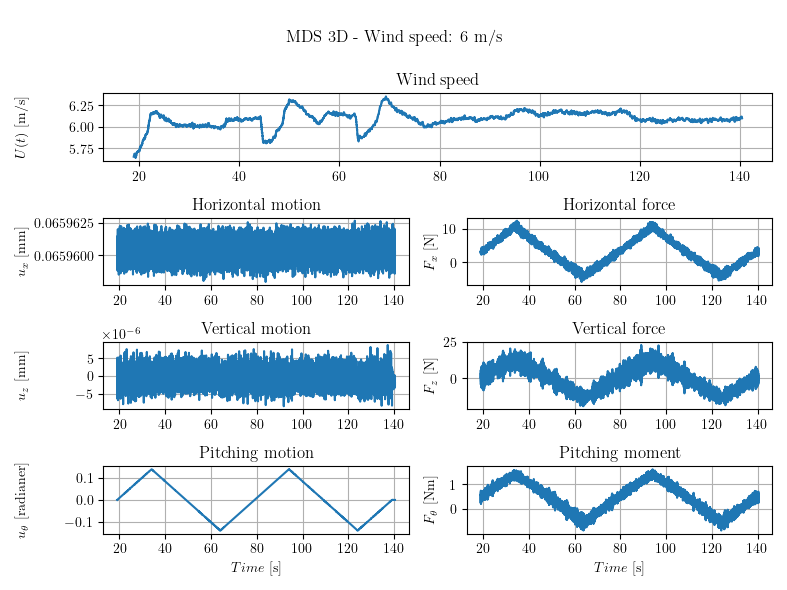 MDS 3D - Wind speed: 6 m/s
Wind speed
U(t) [m/s]
6.25
6.00
5.75
20 40 60 80 100 120 140
Horizontal motion
u_x [mm]
0.0659625
0.0659600
20 40 60 80 100 120 140
Horizontal force
F_x [N]
10
0
20 40 60 80 100 120 140
Vertical motion
×10⁻⁶
u_z [mm]
5
0
−5
20 40 60 80 100 120 140
Vertical force
F_z [N]
25
0
20 40 60 80 100 120 140
Pitching motion
u_θ [radianer]
0.1
0.0
−0.1
20 40 60 80 100 120 140
Time [s]
Pitching moment
F_θ [Nm]
1
0
20 40 60 80 100 120 140
Time [s]